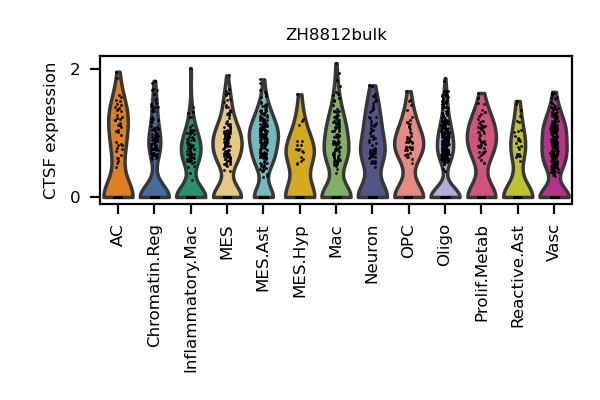 ZH8812bulk
CTSF expression
2
0
AC
Chromatin.Reg
Inflammatory.Mac
MES
MES.Ast
MES.Hyp
Mac
Neuron
OPC
Oligo
Prolif.Metab
Reactive.Ast
Vasc